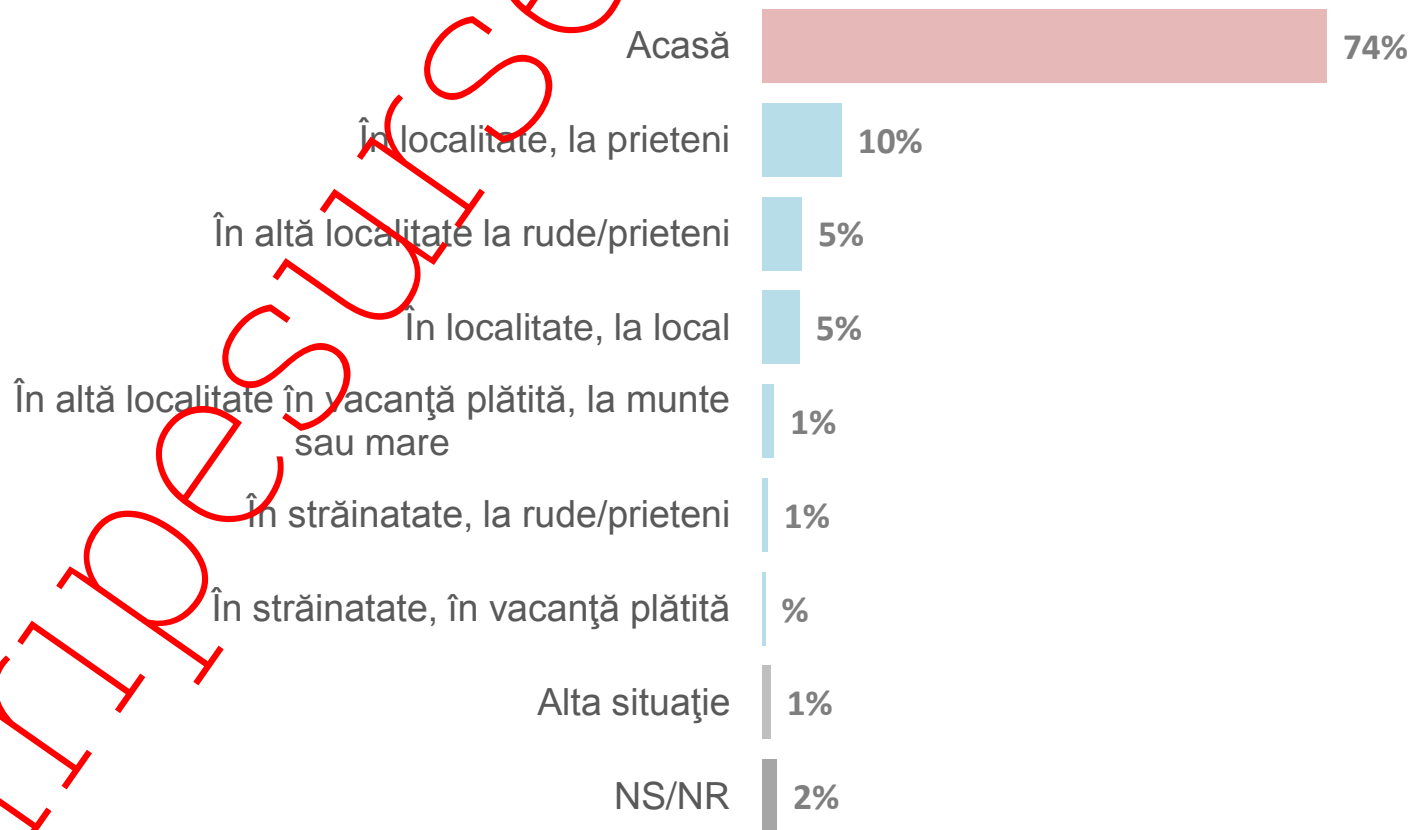 Acasă 74%
În localitate, la prieteni 10%
În altă localitate la rude/prieteni 5%
În localitate, la local 5%
În altă localitate în vacanţă plătită, la munte
sau mare 1%
În străinatate, la rude/prieteni 1%
În străinatate, în vacanţă plătită %
Alta situaţie 1%
NS/NR 2%
pesurse